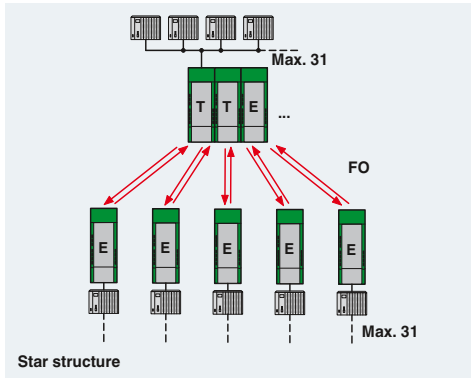 Max. 31
T T E ...
FO
E E E E E
Max. 31
Star structure